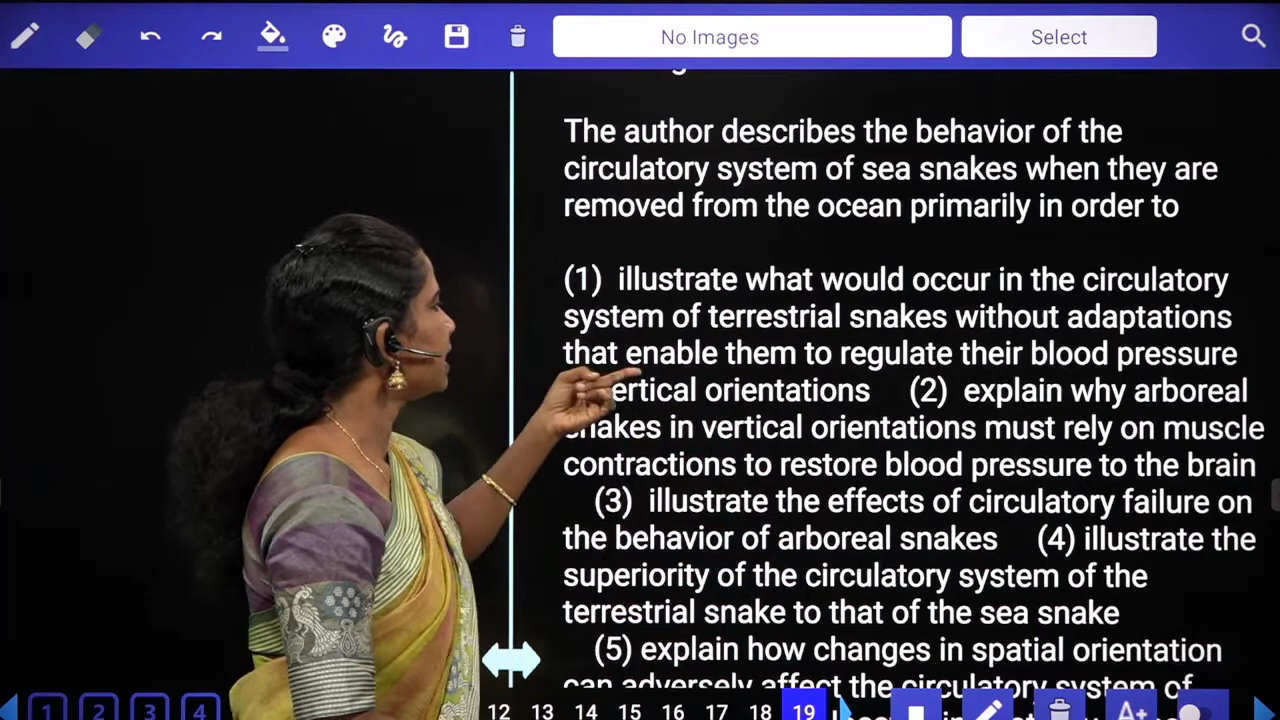 No Images
Select
The author describes the behavior of the
circulatory system of sea snakes when they are
removed from the ocean primarily in order to
(1) illustrate what would occur in the circulatory
system of terrestrial snakes without adaptations
that enable them to regulate their blood pressure
vertical orientations (2) explain why arboreal
snakes in vertical orientations must rely on muscle
contractions to restore blood pressure to the brain
(3) illustrate the effects of circulatory failure on
the behavior of arboreal snakes (4) illustrate the
superiority of the circulatory system of the
terrestrial snake to that of the sea snake
(5) explain how changes in spatial orientation
can adversely affect the circulatory system of
1 2 3 4 12 13 14 15 16 17 18 19 A+